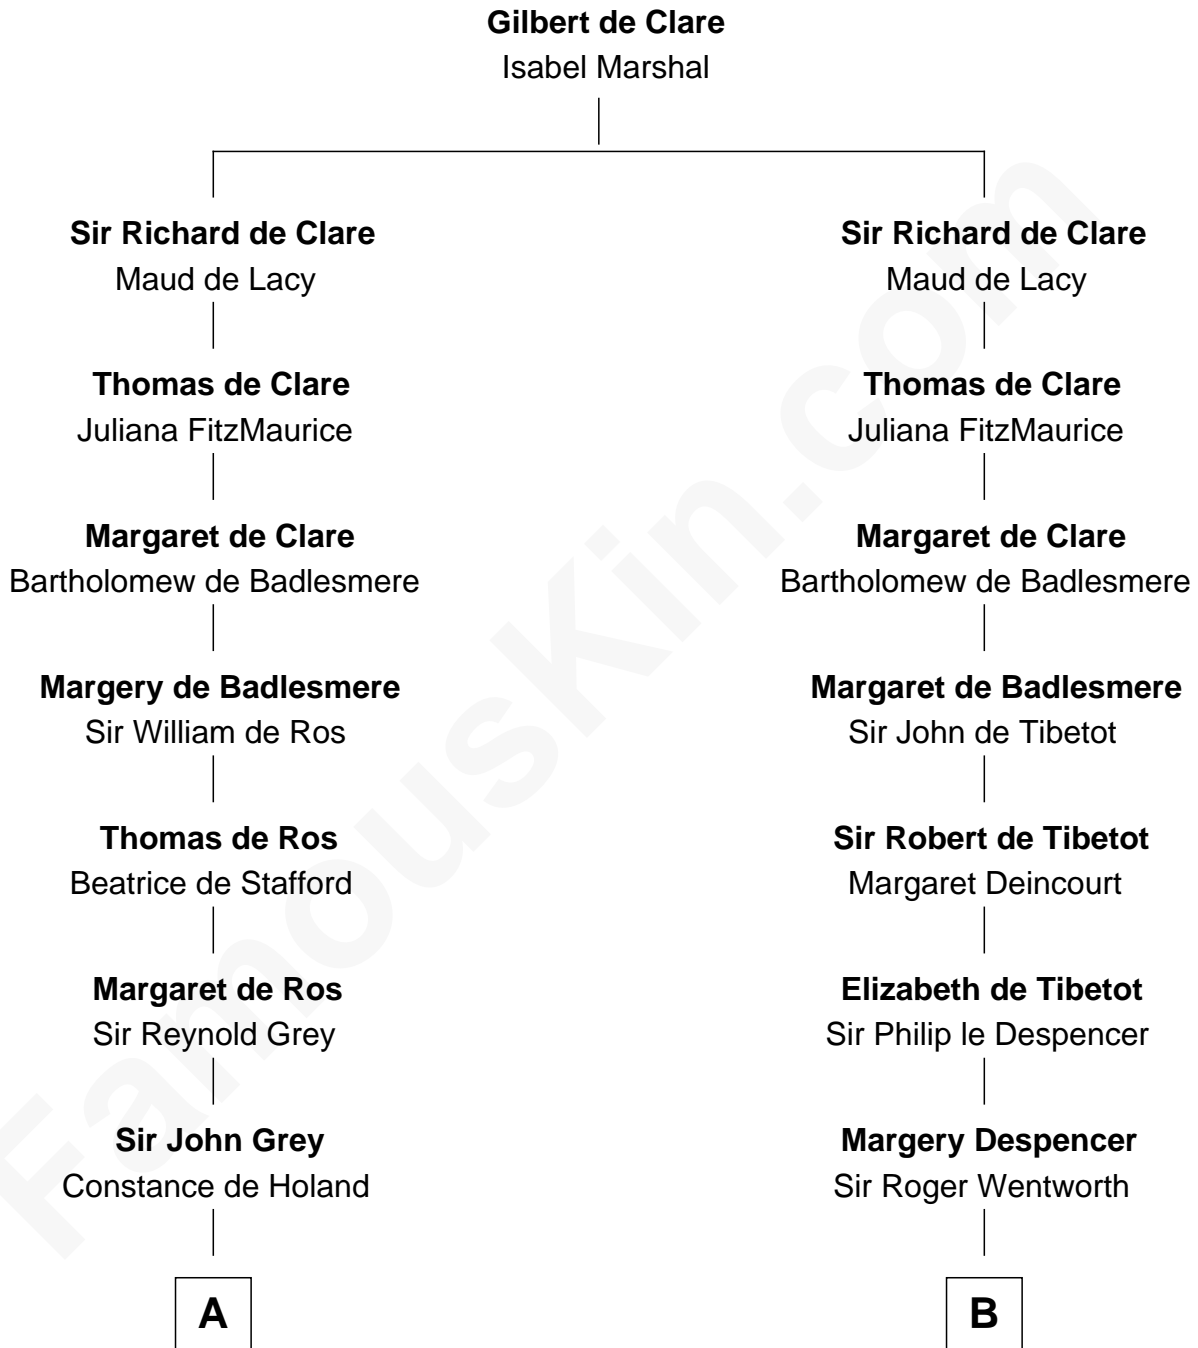 Gilbert de Clare
Isabel Marshal
Sir Richard de Clare
Maud de Lacy
Sir Richard de Clare
Maud de Lacy
Thomas de Clare
Juliana FitzMaurice
Thomas de Clare
Juliana FitzMaurice
Margaret de Clare
Bartholomew de Badlesmere
Margaret de Clare
Bartholomew de Badlesmere
Margery de Badlesmere
Sir William de Ros
Margaret de Badlesmere
Sir John de Tibetot
Thomas de Ros
Beatrice de Stafford
Sir Robert de Tibetot
Margaret Deincourt
Margaret de Ros
Sir Reynold Grey
Elizabeth de Tibetot
Sir Philip le Despencer
Sir John Grey
Constance de Holand
Margery Despencer
Sir Roger Wentworth
A
B
FamousKin.com